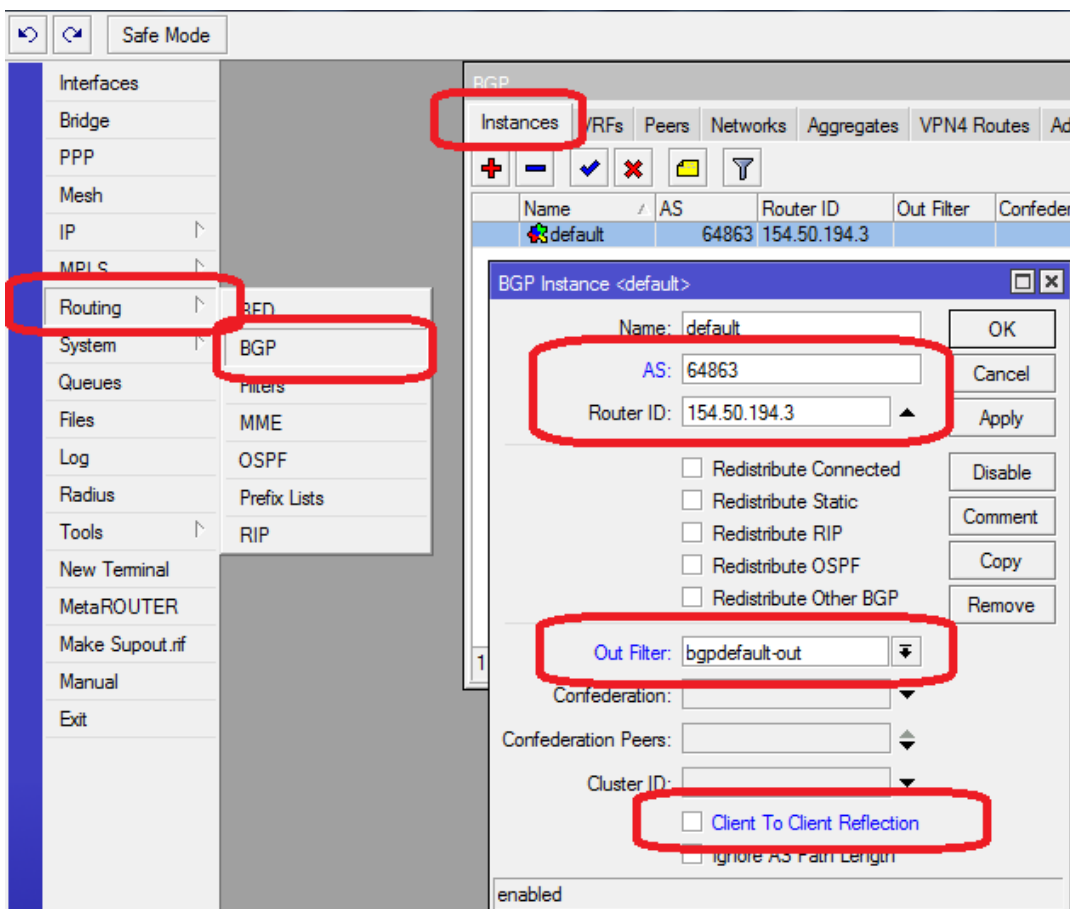 Safe Mode
Interfaces
Bridge
PPP
Mesh
IP
MPLS
Routing
System
Queues
Files
Log
Radius
Tools
New Terminal
MetaROUTER
Make Supout.rif
Manual
Exit
BFD
BGP
Filters
MME
OSPF
Prefix Lists
RIP
BGP
Instances VRFs Peers Networks Aggregates VPN4 Routes Ad
Name AS Router ID Out Filter Confeder
default 64863 154.50.194.3
1
BGP Instance <default>
Name: default OK
AS: 64863 Cancel
Router ID: 154.50.194.3 Apply
Redistribute Connected Disable
Redistribute Static
Comment
Redistribute RIP
Redistribute OSPF Copy
Redistribute Other BGP Remove
Out Filter: bgpdefault-out
Confederation:
Confederation Peers:
Cluster ID:
Client To Client Reflection
Ignore AS Path Length
enabled